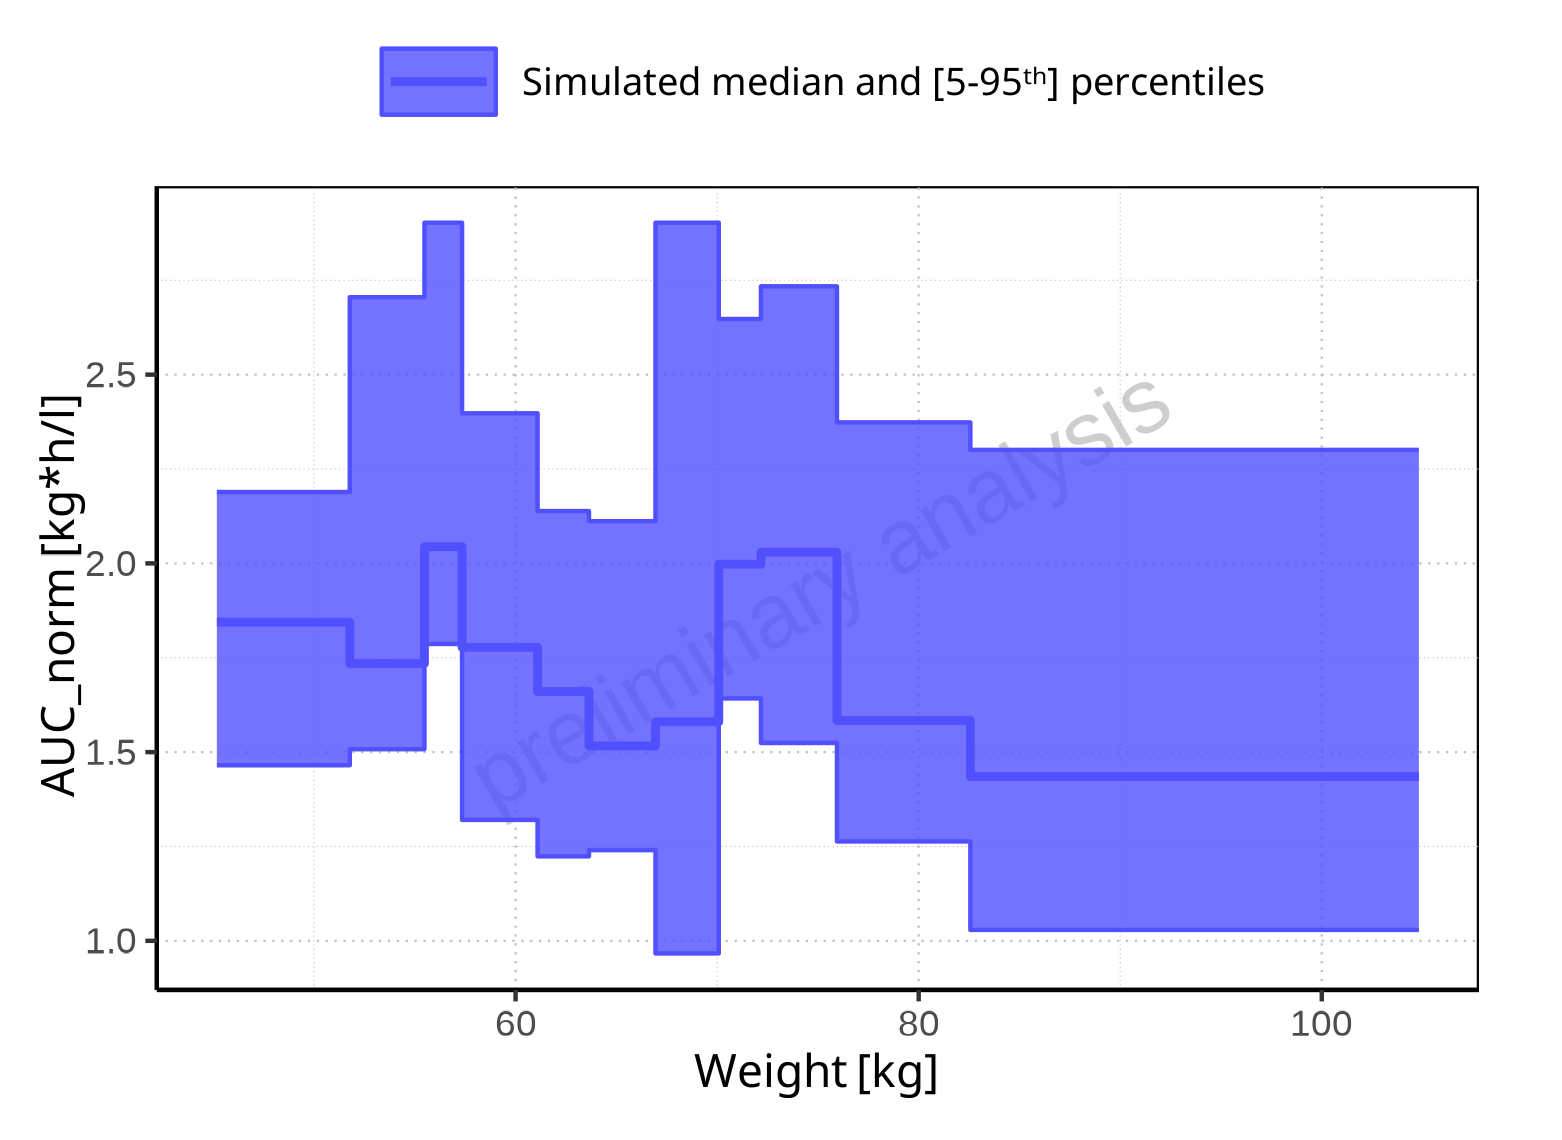 Simulated median and [5-95ᵗʰ] percentiles
AUC_norm [kg*h/l]
2.5
2.0
1.5
1.0
preliminary analysis
60
80
100
Weight [kg]